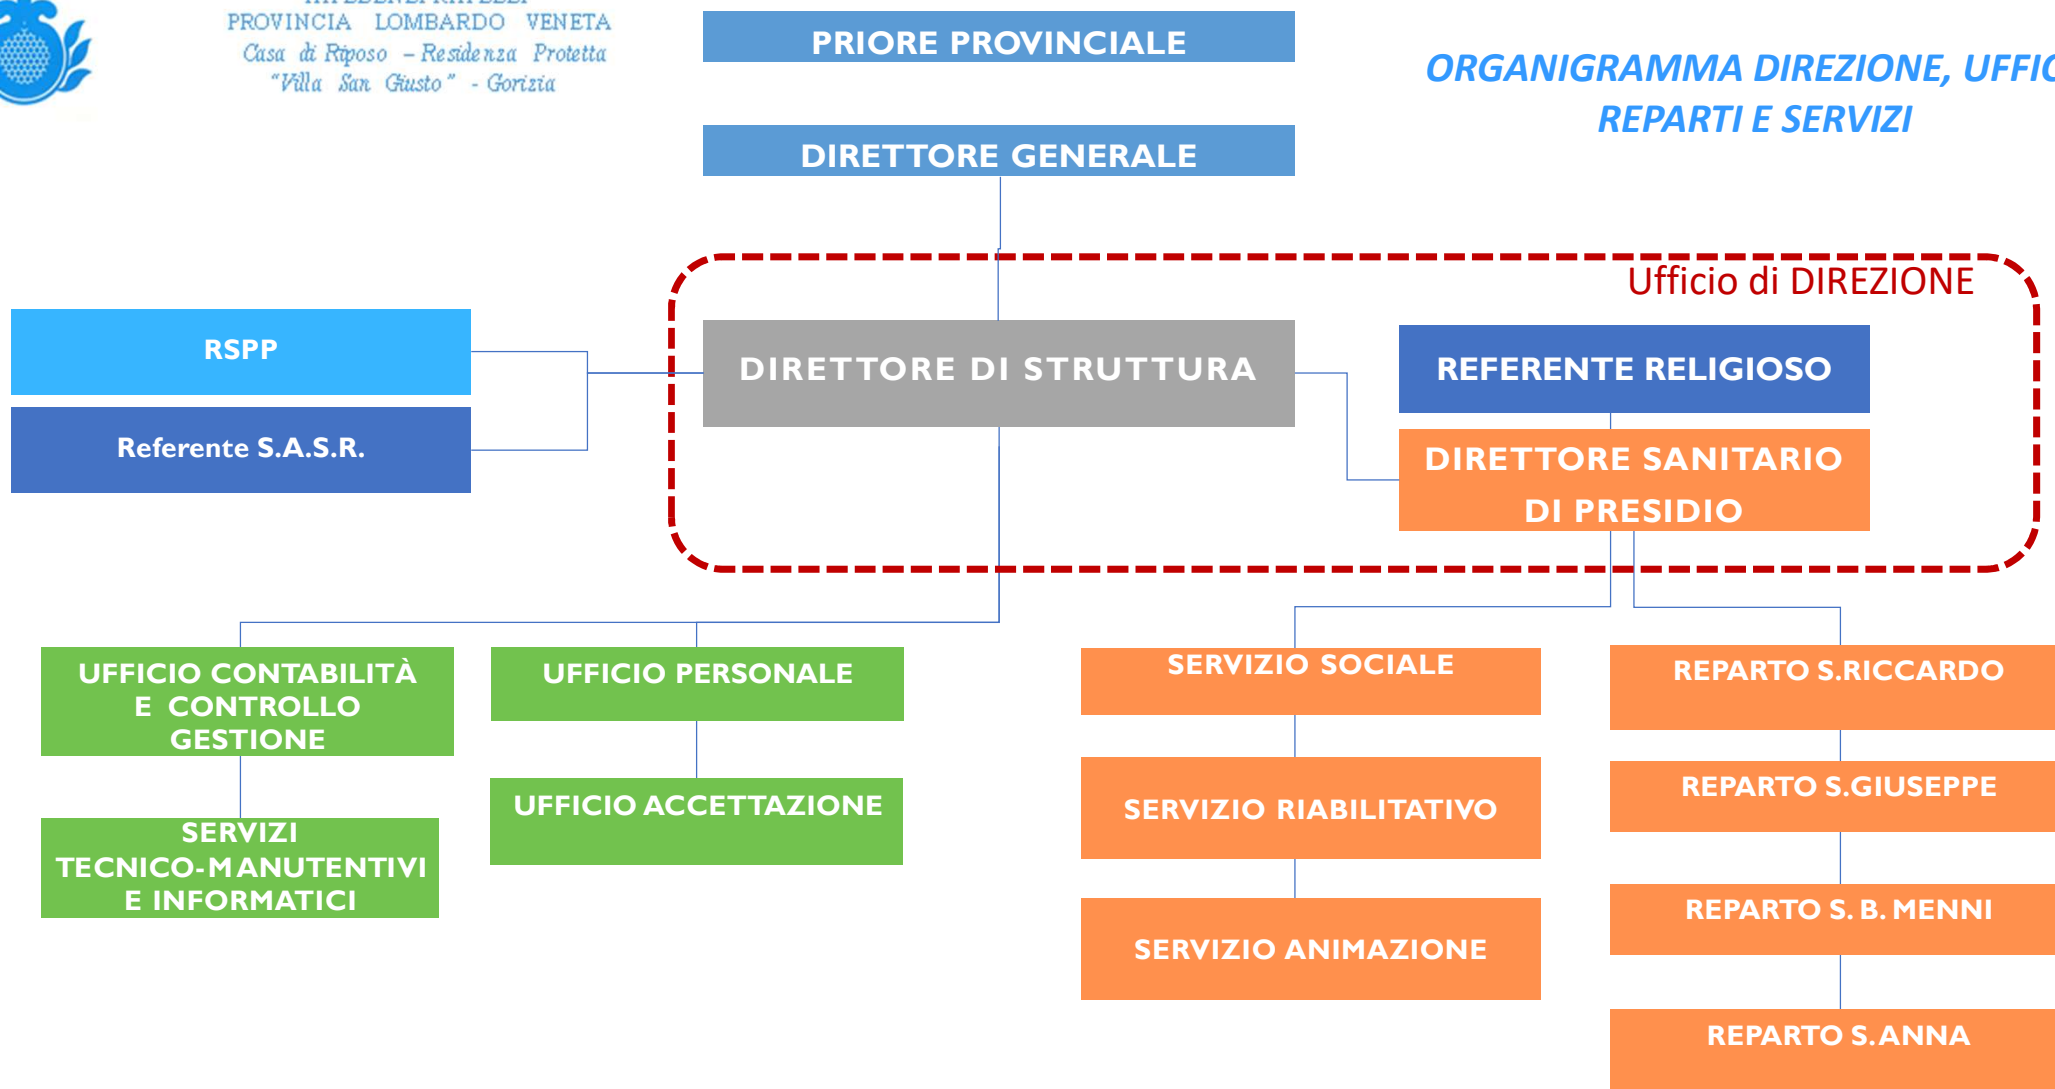 PROVINCIA LOMBARDO VENETA
Casa di Riposo – Residenza Protetta
"Villa San Giusto" - Gorizia
PRIORE PROVINCIALE
ORGANIGRAMMA DIREZIONE, UFFIC
REPARTI E SERVIZI
DIRETTORE GENERALE
Ufficio di DIREZIONE
RSPP
Referente S.A.S.R.
DIRETTORE DI STRUTTURA
REFERENTE RELIGIOSO
DIRETTORE SANITARIO
DI PRESIDIO
UFFICIO CONTABILITÀ
E CONTROLLO
GESTIONE
UFFICIO PERSONALE
SERVIZI
TECNICO-MANUTENTIVI
E INFORMATICI
UFFICIO ACCETTAZIONE
SERVIZIO SOCIALE
SERVIZIO RIABILITATIVO
SERVIZIO ANIMAZIONE
REPARTO S.RICCARDO
REPARTO S.GIUSEPPE
REPARTO S. B. MENNI
REPARTO S.ANNA